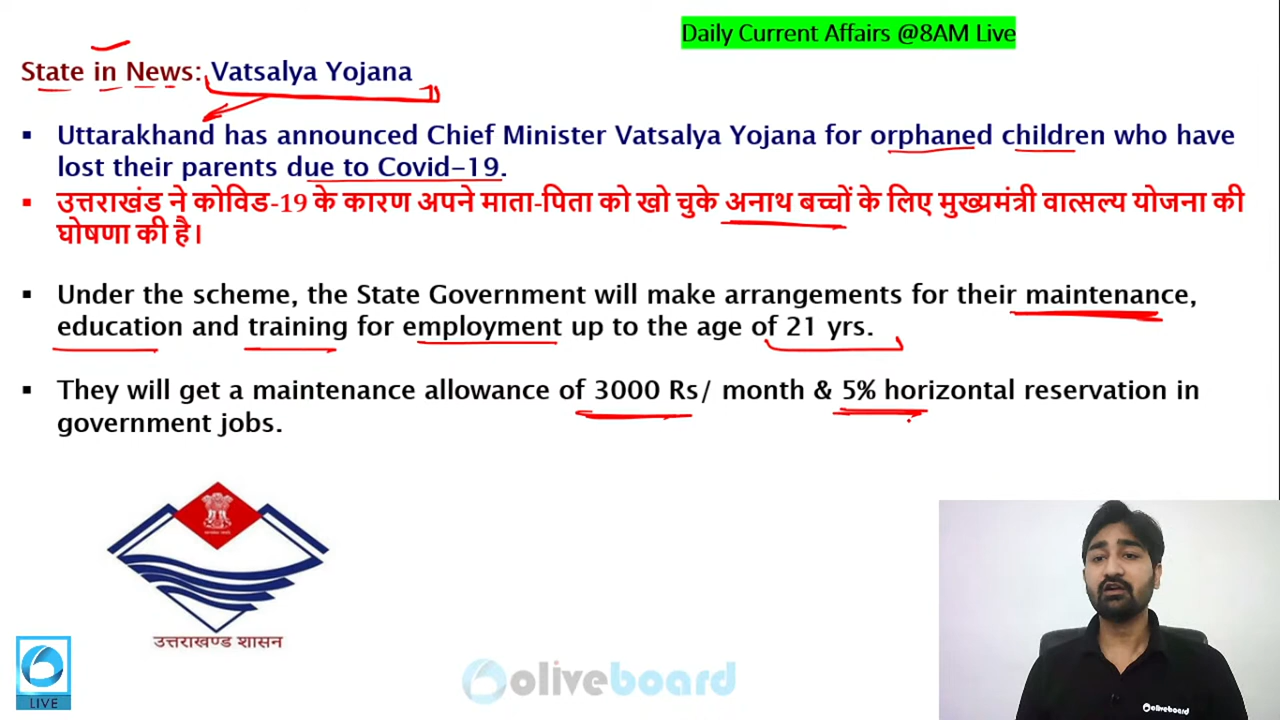 Daily Current Affairs @8AM Live
State in News: Vatsalya Yojana
▪ Uttarakhand has announced Chief Minister Vatsalya Yojana for orphaned children who have
lost their parents due to Covid-19.
▪ उत्तराखंड ने कोविड-19 के कारण अपने माता-पिता को खो चुके अनाथ बच्चों के लिए मुख्यमंत्री वात्सल्य योजना की
घोषणा की है।
▪ Under the scheme, the State Government will make arrangements for their maintenance,
education and training for employment up to the age of 21 yrs.
▪ They will get a maintenance allowance of 3000 Rs/ month & 5% horizontal reservation in
government jobs.
उत्तराखण्ड शासन
LIVE
oliveboard
oliveboard